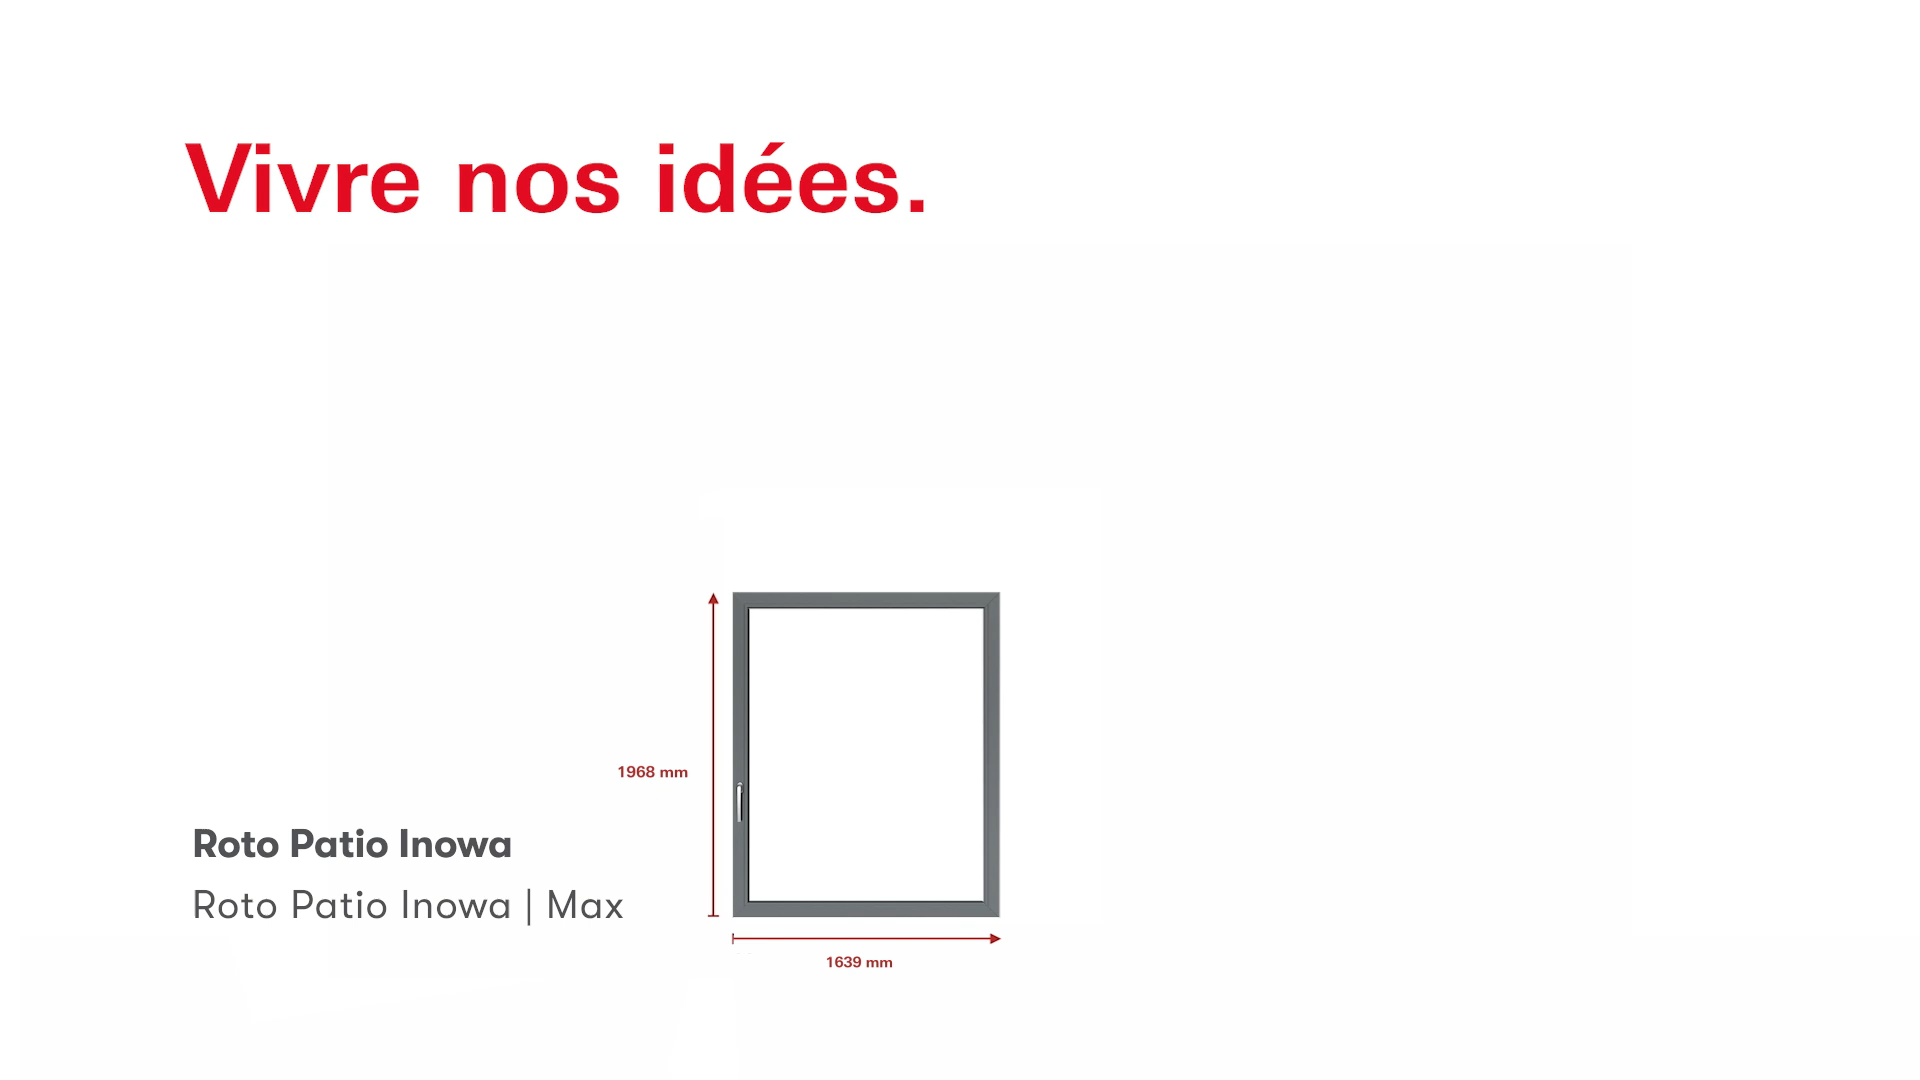 Vivre nos idées.
1968 mm
Roto Patio Inowa
Roto Patio Inowa | Max
1639 mm